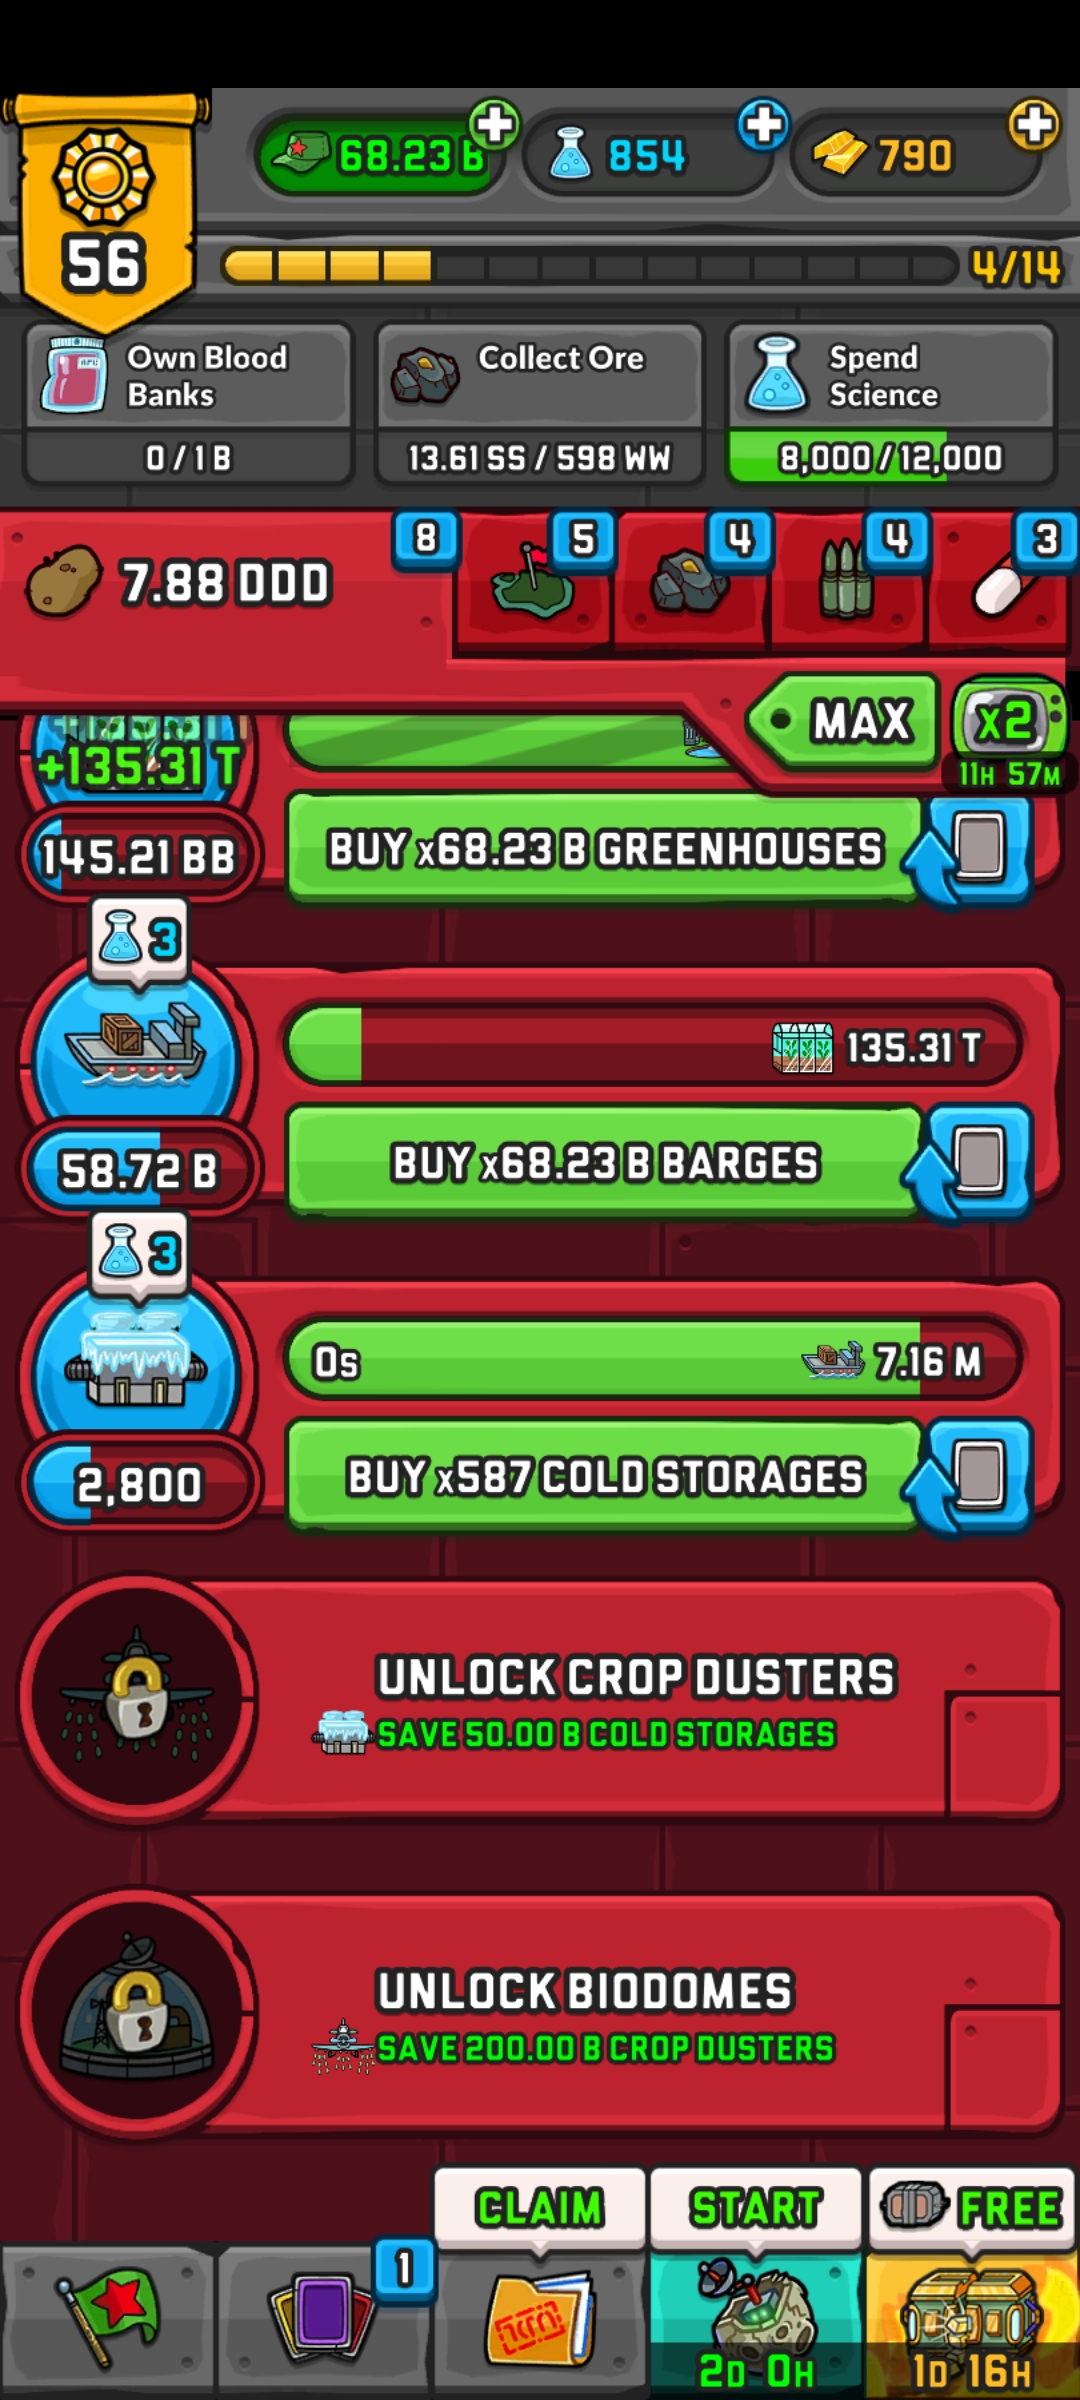 68.23 B
854
790
56
4/14
Own Blood
Banks
0 / 1 B
Collect Ore
13.61 SS / 598 WW
Spend
Science
8,000 / 12,000
7.88 DDD
8
5
4
4
3
MAX
x2
11H 57M
+135.31 T
145.21 BB
BUY x68.23 B GREENHOUSES
3
135.31 T
58.72 B
BUY x68.23 B BARGES
3
0s
7.16 M
2,800
BUY x587 COLD STORAGES
UNLOCK CROP DUSTERS
SAVE 50.00 B COLD STORAGES
UNLOCK BIODOMES
SAVE 200.00 B CROP DUSTERS
CLAIM
START
FREE
1
2D 0H
1D 16H